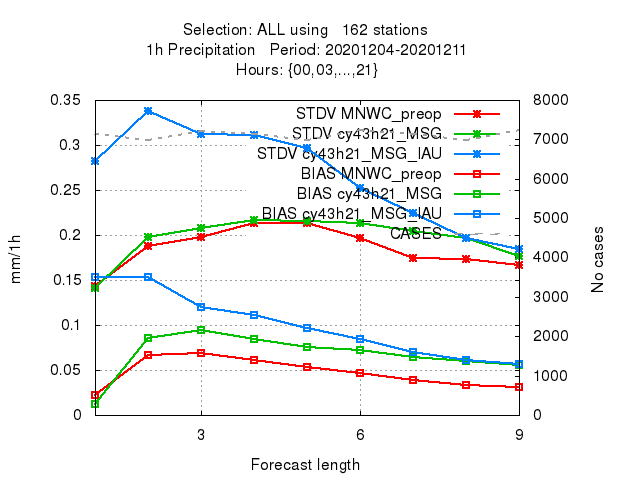 Selection: ALL using   162 stations
1h Precipitation   Period: 20201204-20201211
Hours: {00,03,...,21}
0.35
0.3
0.25
0.2
0.15
0.1
0.05
0
8000
7000
6000
5000
4000
3000
2000
1000
0
STDV MNWC_preop
STDV cy43h21_MSG
STDV cy43h21_MSG_IAU
BIAS MNWC_preop
BIAS cy43h21_MSG
BIAS cy43h21_MSG_IAU
CASES
mm/1h
No cases
3
6
9
Forecast length